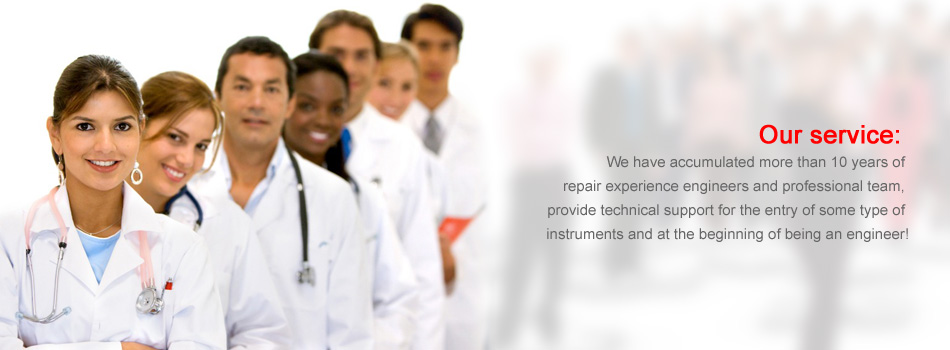 Our service:
We have accumulated more than 10 years of
repair experience engineers and professional team,
provide technical support for the entry of some type of
instruments and at the beginning of being an engineer!